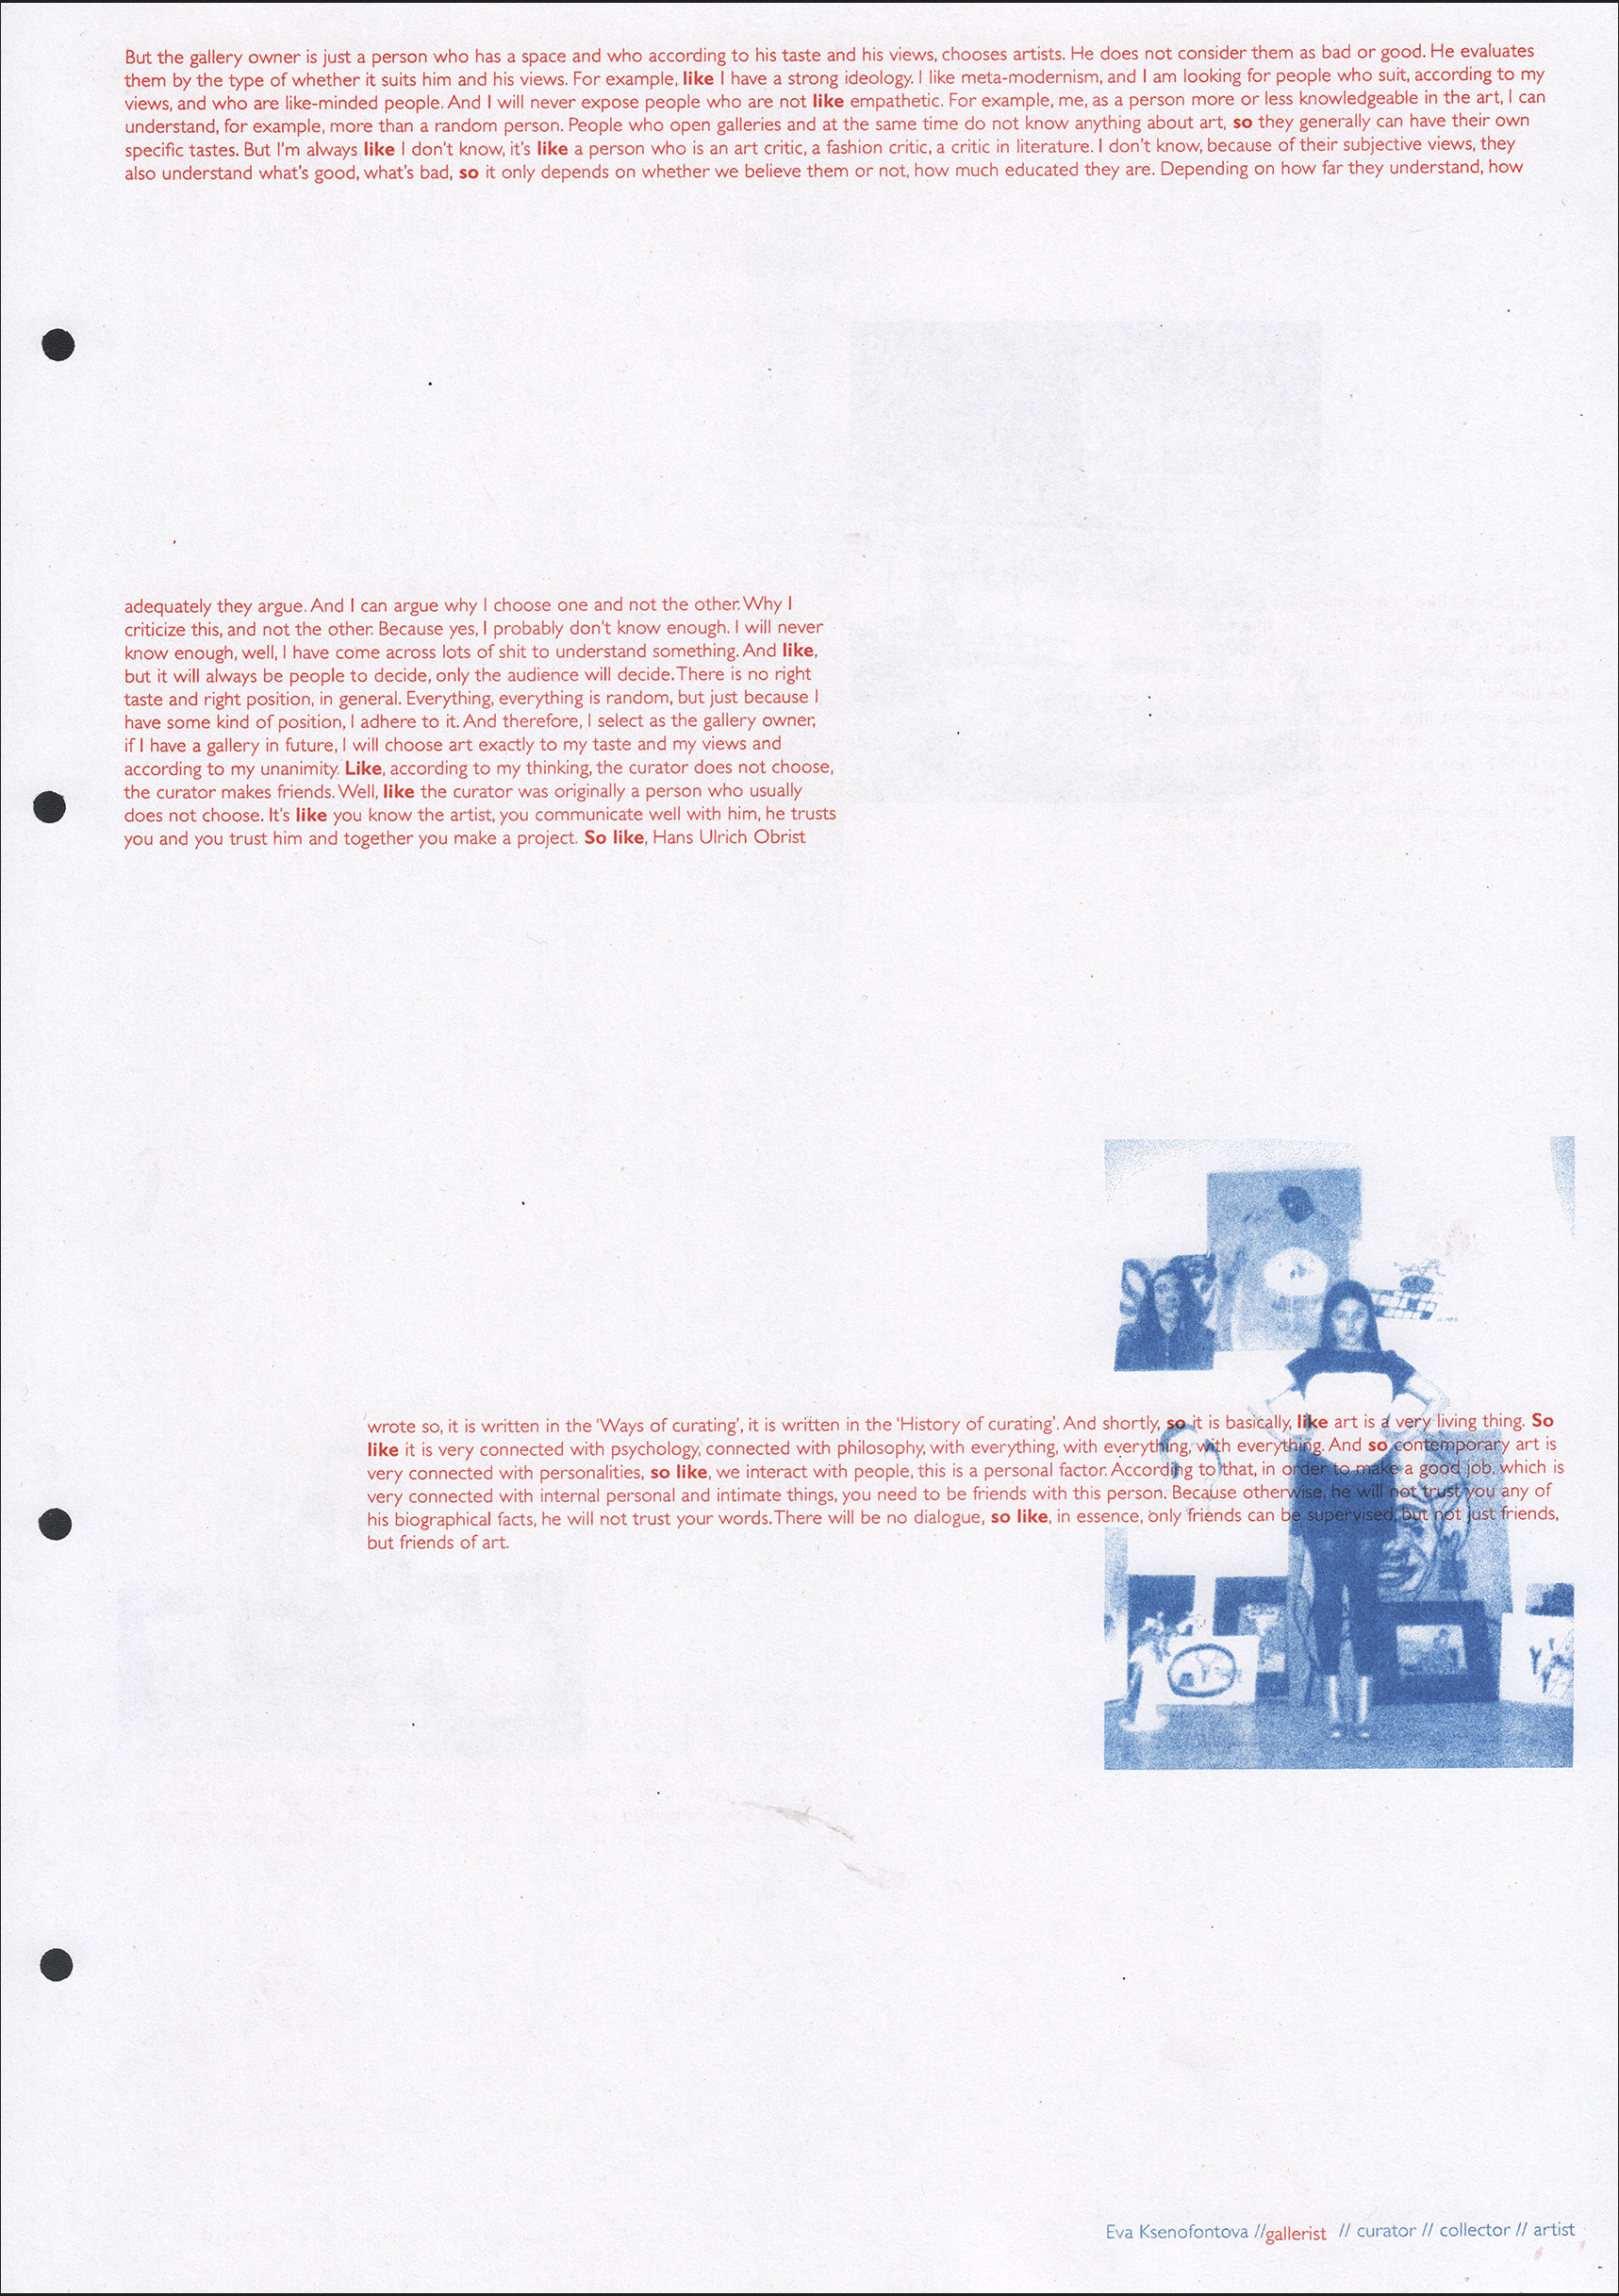 But the gallery owner is just a person who has a space and who according to his taste and his views, chooses artists. He does not consider them as bad or good. He evaluates
them by the type of whether it suits him and his views. For example, like I have a strong ideology. I like meta-modernism, and I am looking for people who suit, according to my
views, and who are like-minded people. And I will never expose people who are not like empathetic. For example, me, as a person more or less knowledgeable in the art, I can
understand, for example, more than a random person. People who open galleries and at the same time do not know anything about art, so they generally can have their own
specific tastes. But I'm always like I don't know, it's like a person who is an art critic, a fashion critic, a critic in literature. I don't know, because of their subjective views, they
also understand what's good, what's bad, so it only depends on whether we believe them or not, how much educated they are. Depending on how far they understand, how
adequately they argue. And I can argue why I choose one and not the other. Why I
criticize this, and not the other. Because yes, I probably don't know enough. I will never
know enough, well, I have come across lots of shit to understand something. And like,
but it will always be people to decide, only the audience will decide. There is no right
taste and right position, in general. Everything, everything is random, but just because I
have some kind of position, I adhere to it. And therefore, I select as the gallery owner,
if I have a gallery in future, I will choose art exactly to my taste and my views and
according to my unanimity. Like, according to my thinking, the curator does not choose,
the curator makes friends. Well, like the curator was originally a person who usually
does not choose. It's like you know the artist, you communicate well with him, he trusts
you and you trust him and together you make a project. So like, Hans Ulrich Obrist
wrote so, it is written in the 'Ways of curating', it is written in the 'History of curating'. And shortly, so it is basically, like art is a very living thing. So
like it is very connected with psychology, connected with philosophy, with everything, with everything, with everything. And so contemporary art is
very connected with personalities, so like, we interact with people, this is a personal factor. According to that, in order to make a good job, which is
very connected with internal personal and intimate things, you need to be friends with this person. Because otherwise, he will not trust you any of
his biographical facts, he will not trust your words. There will be no dialogue, so like, in essence, only friends can be supervised, but not just friends,
but friends of art.
Eva Ksenofontova //gallerist // curator // collector // artist